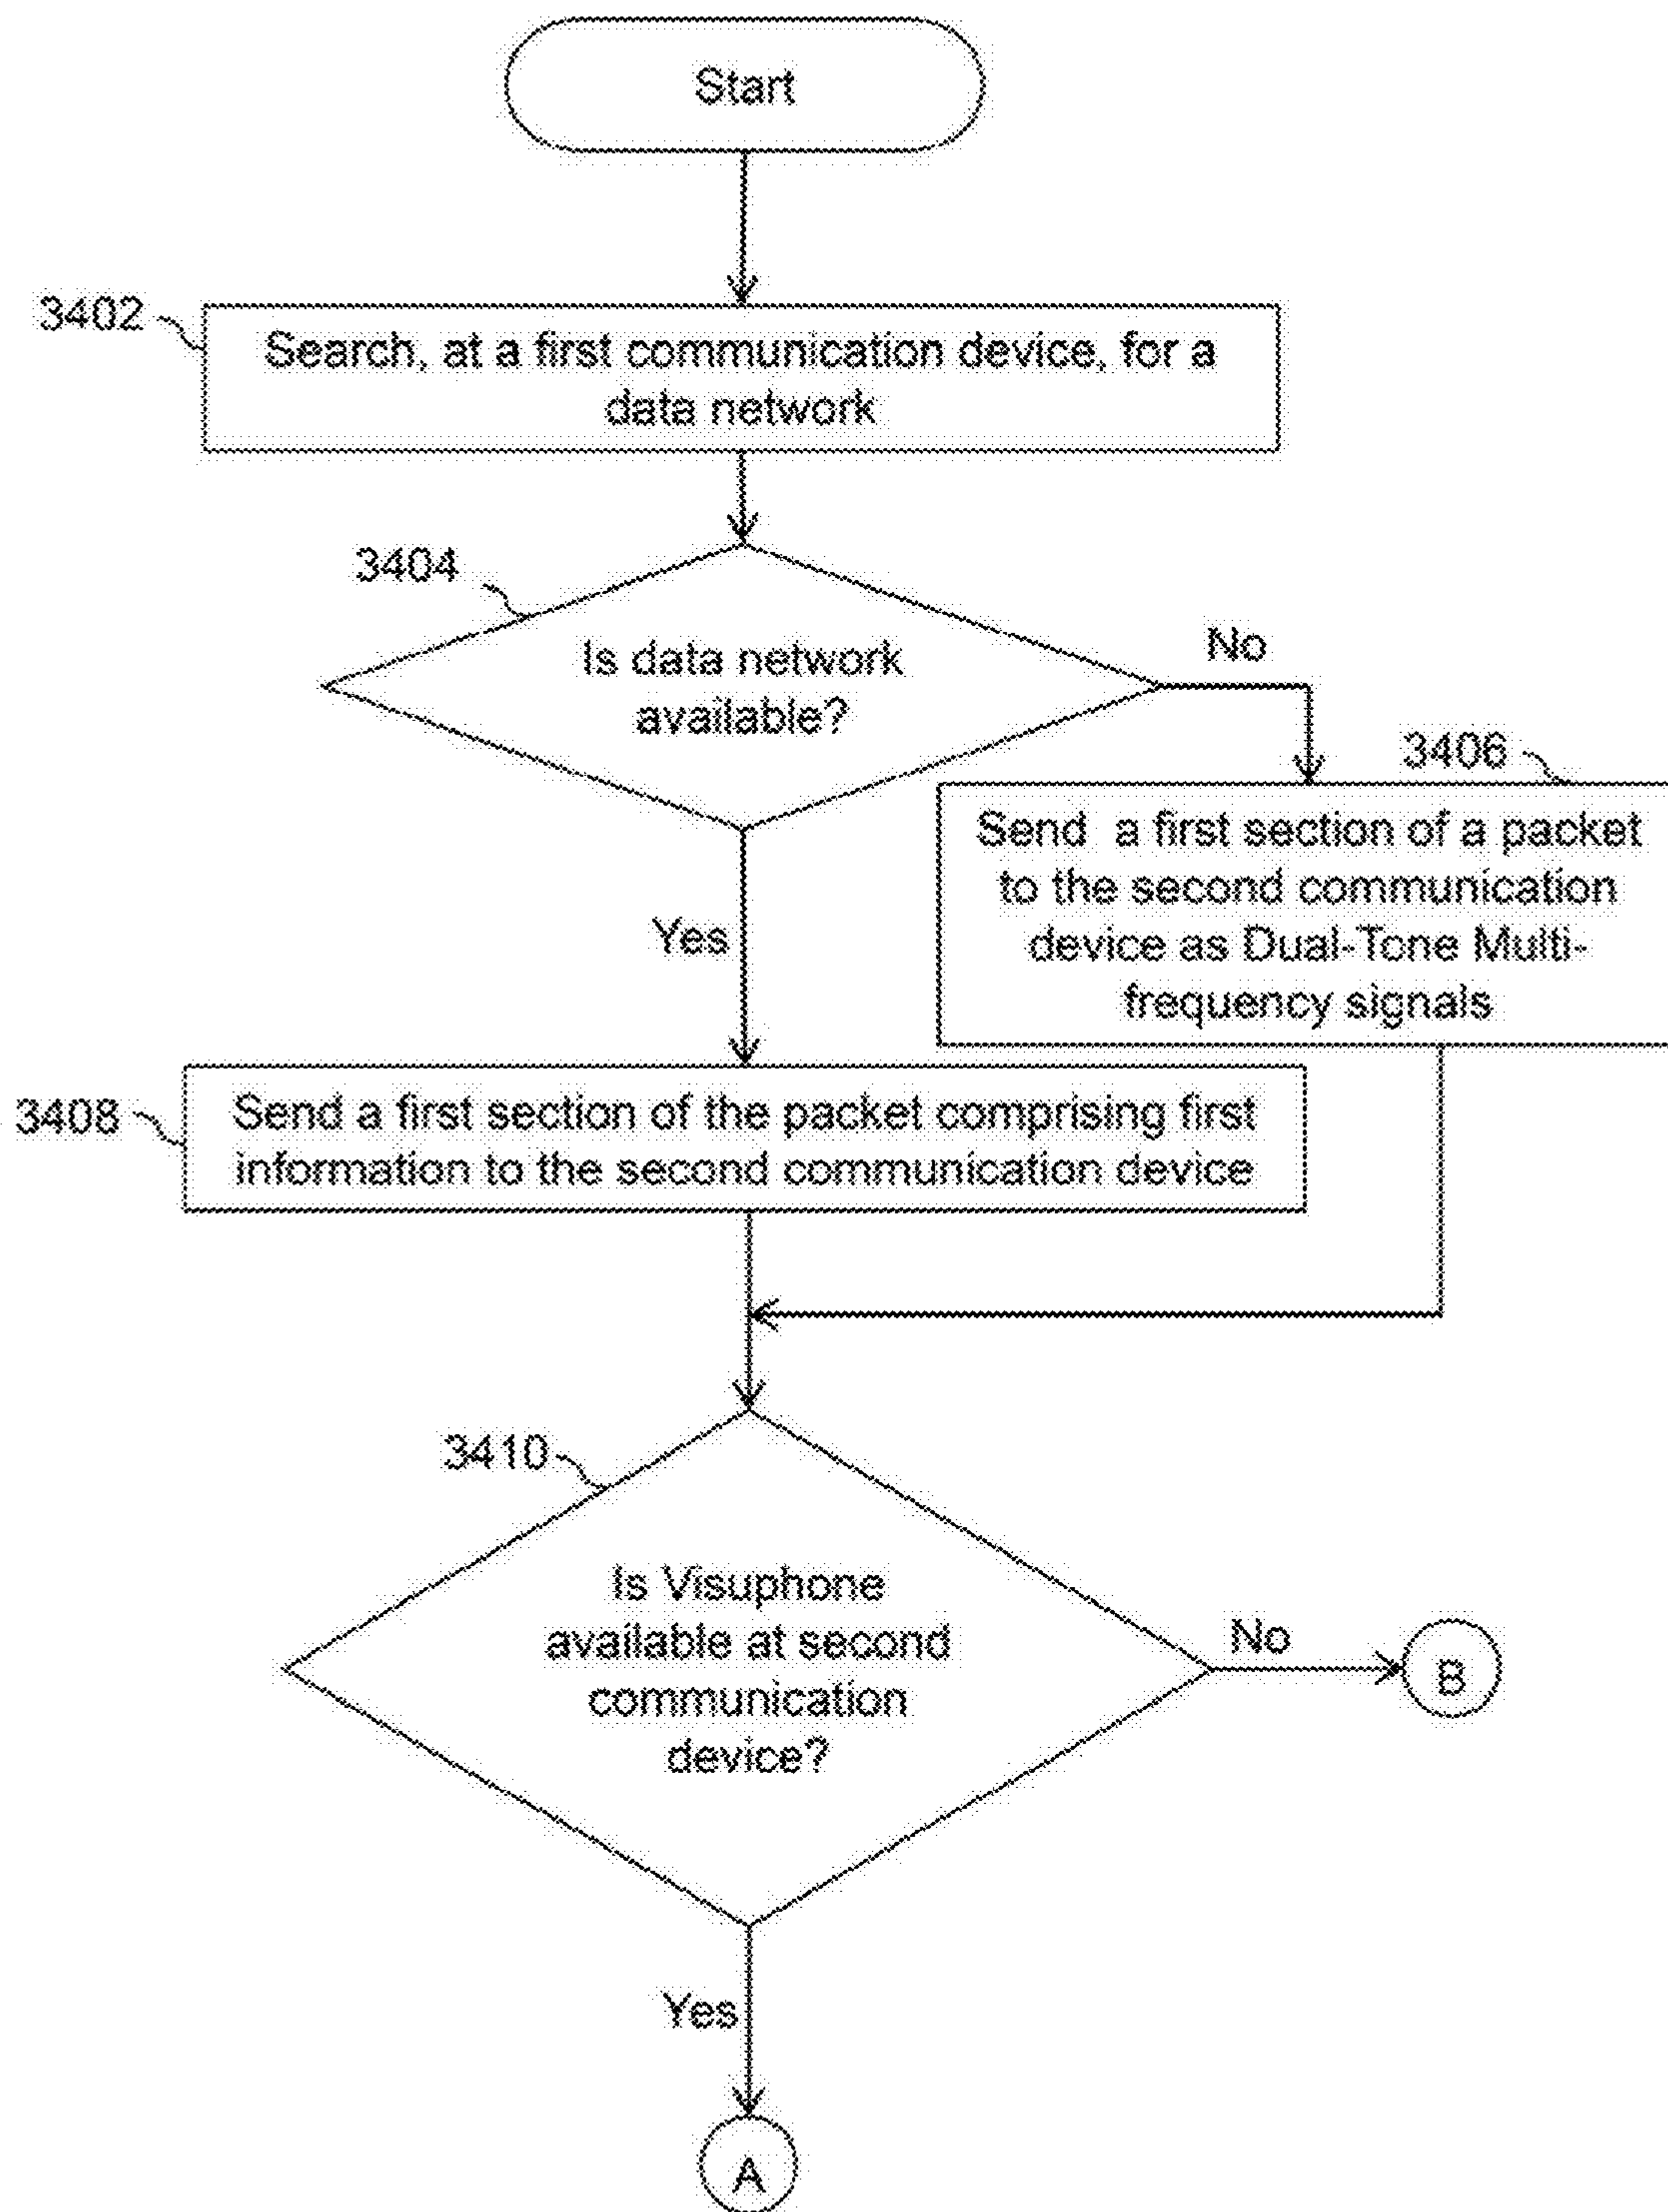 Start
3402
Search, at a first communication device, for a
data network
3404
Is data network
available?
No
3406
Send a first section of a packet
to the second communication
device as Dual-Tone Multi-
frequency signals
Yes
3408
Send a first section of the packet comprising first
information to the second communication device
3410
Is Visuphone
available at second
communication
device?
No
B
Yes
A